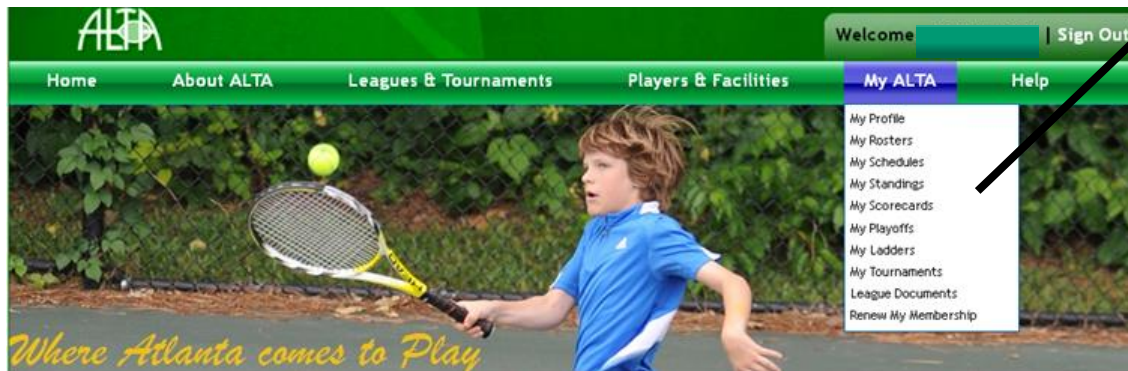 ALTA
Welcome | Sign Out
Home About ALTA Leagues & Tournaments Players & Facilities My ALTA Help
My Profile
My Rosters
My Schedules
My Standings
My Scorecards
My Playoffs
My Ladders
My Tournaments
League Documents
Renew My Membership
HEAD
Where Atlanta comes to Play